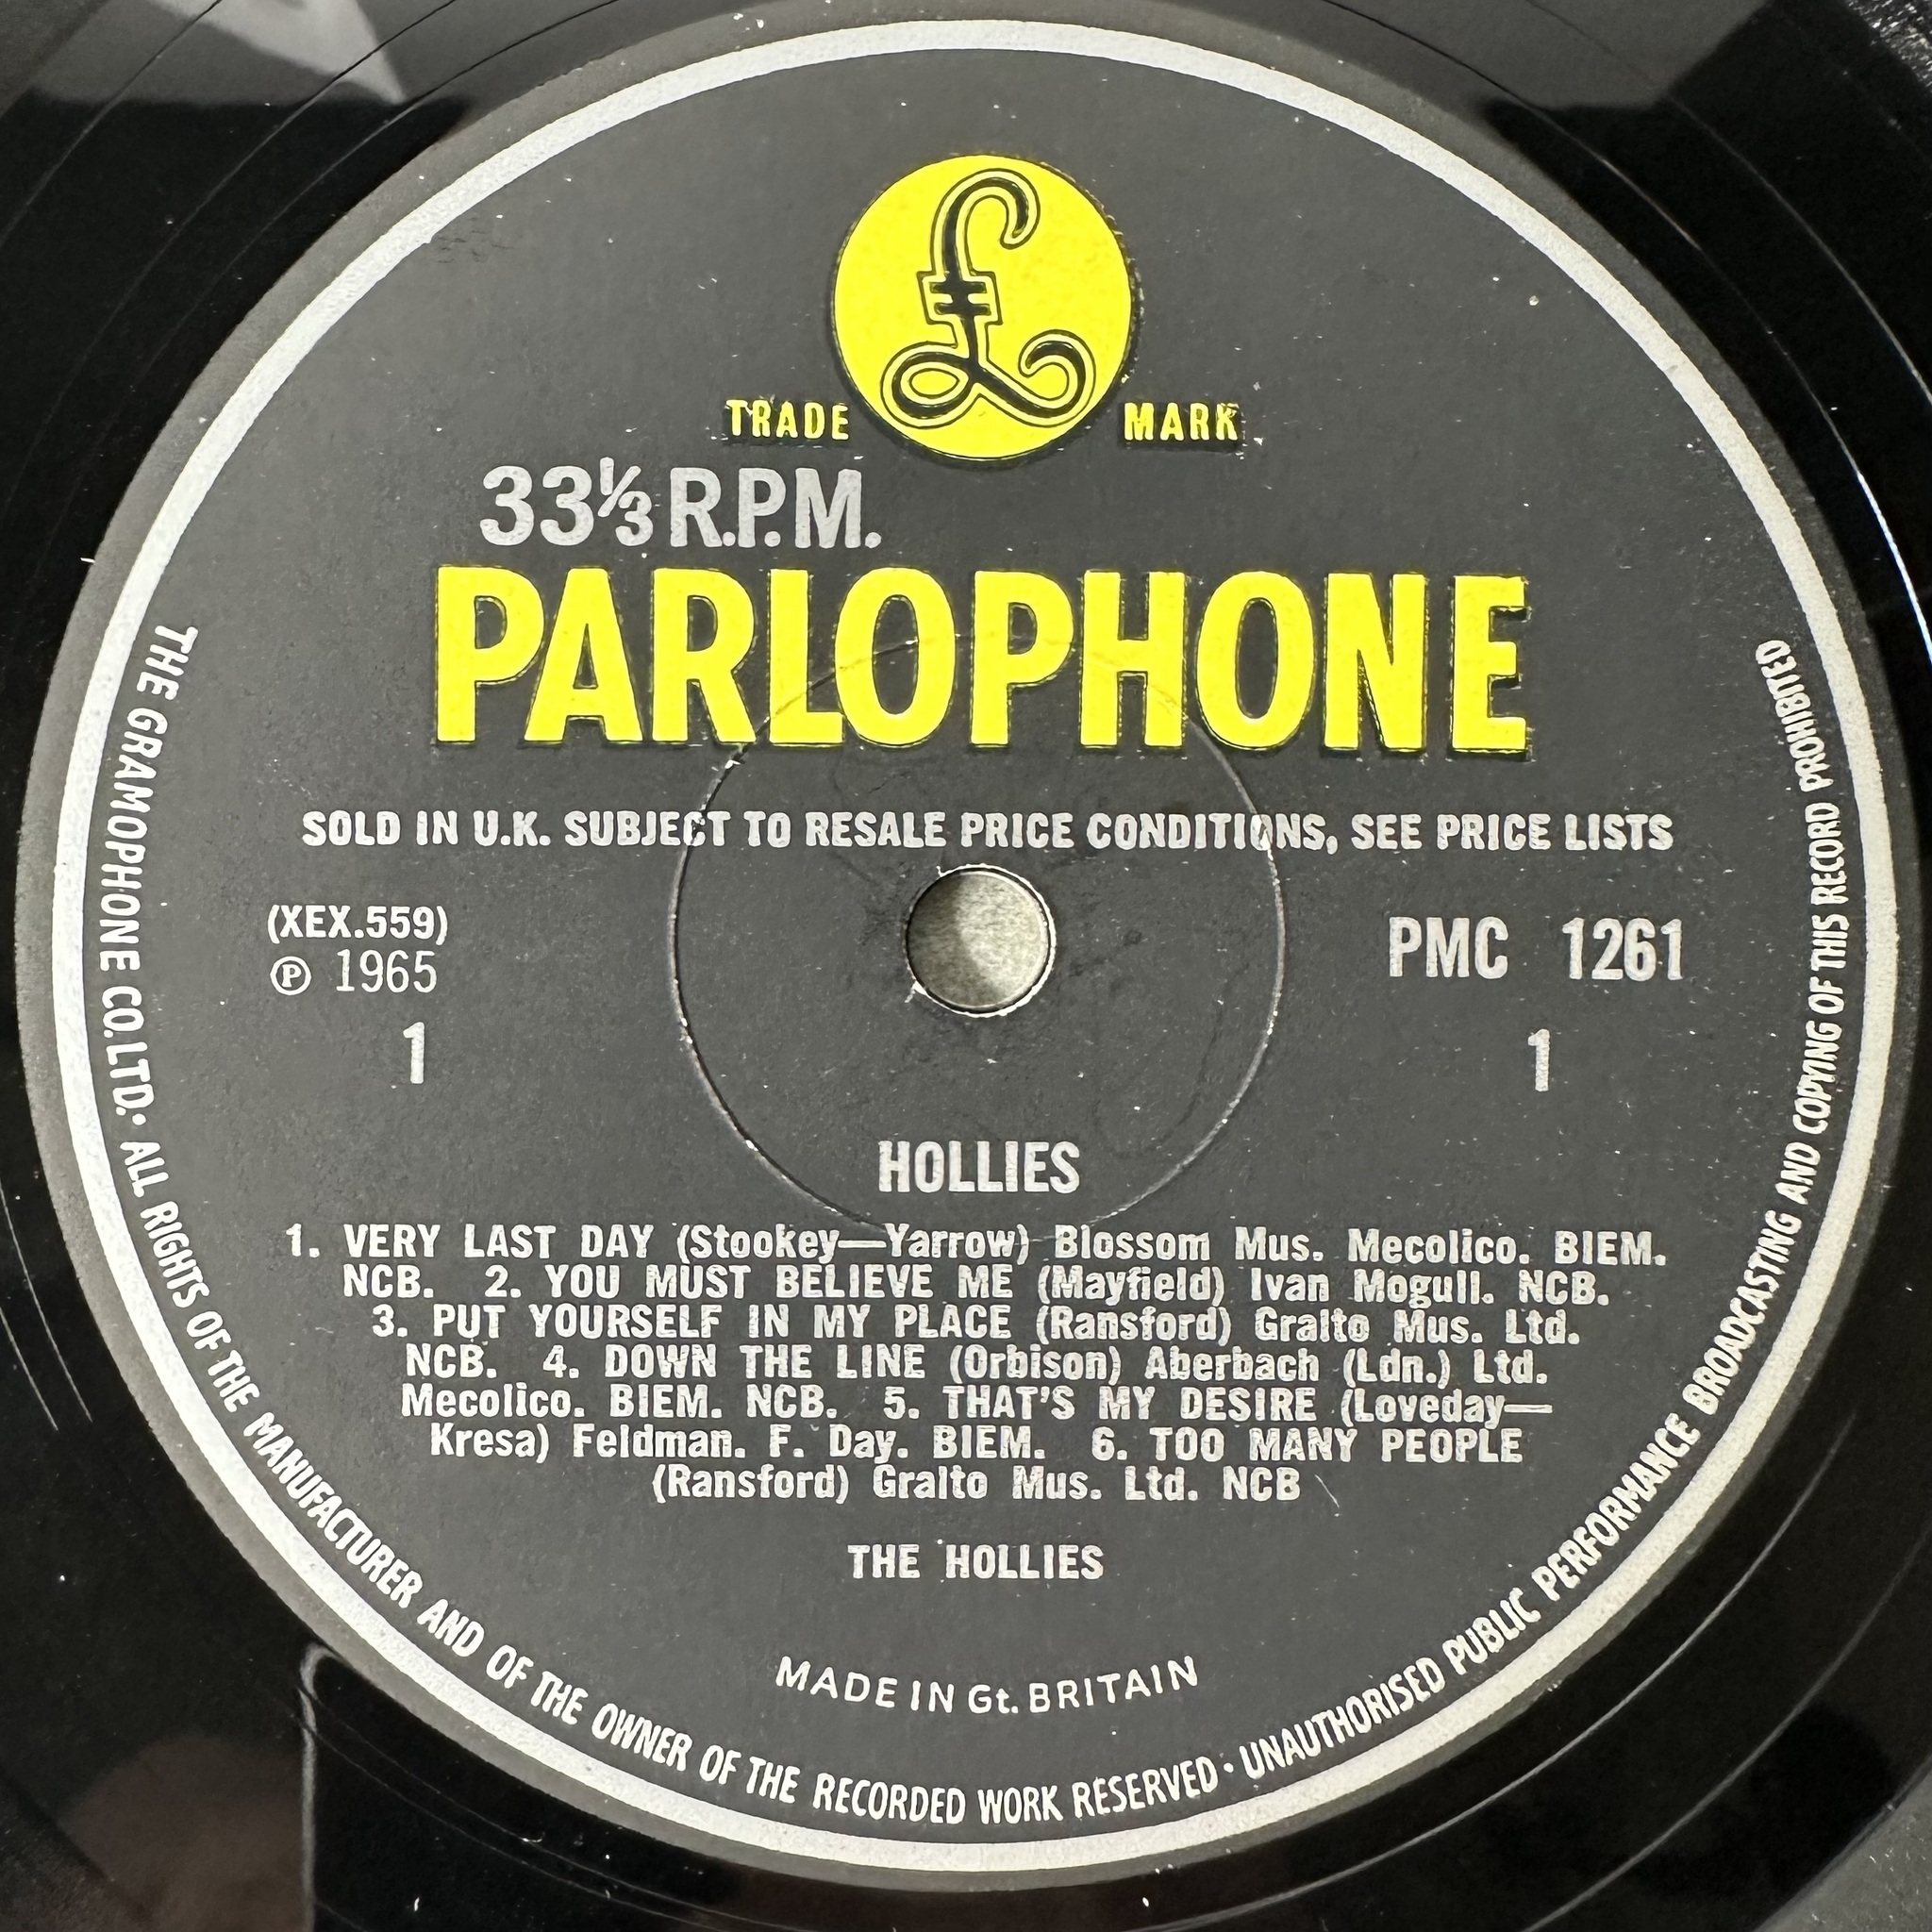 £
TRADE MARK
33⅓ R.P.M.
PARLOPHONE
SOLD IN U.K. SUBJECT TO RESALE PRICE CONDITIONS, SEE PRICE LISTS
(XEX.559)
℗ 1965
1
PMC 1261
1
HOLLIES
1. VERY LAST DAY (Stookey—Yarrow) Blossom Mus. Mecolico. BIEM.
NCB. 2. YOU MUST BELIEVE ME (Mayfield) Ivan Mogull. NCB.
3. PUT YOURSELF IN MY PLACE (Ransford) Gralto Mus. Ltd.
NCB. 4. DOWN THE LINE (Orbison) Aberbach (Ldn.) Ltd.
Mecolico. BIEM. NCB. 5. THAT'S MY DESIRE (Loveday—
Kresa) Feldman. F. Day. BIEM. 6. TOO MANY PEOPLE
(Ransford) Gralto Mus. Ltd. NCB
THE HOLLIES
MADE IN Gt. BRITAIN
THE GRAMOPHONE CO. LTD. • ALL RIGHTS OF THE MANUFACTURER AND OF THE OWNER OF THE RECORDED WORK RESERVED • UNAUTHORISED PUBLIC PERFORMANCE BROADCASTING AND COPYING OF THIS RECORD PROHIBITED